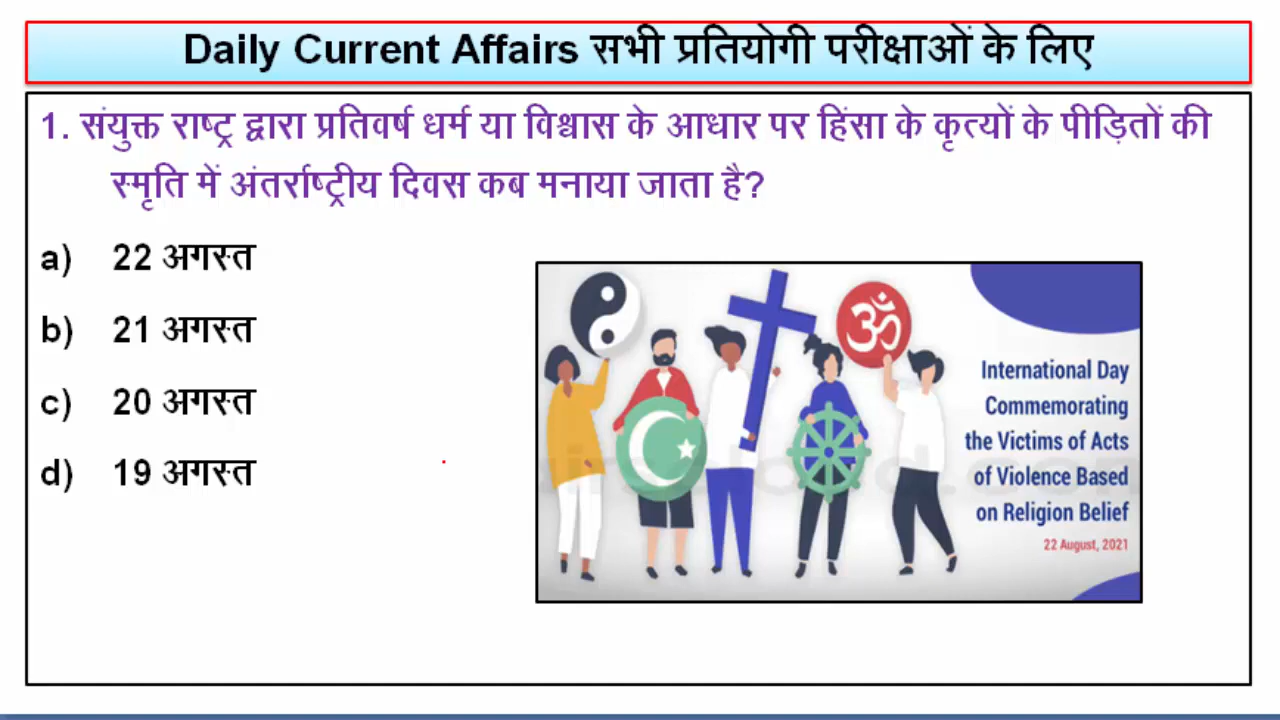 Daily Current Affairs सभी प्रतियोगी परीक्षाओं के लिए
1. संयुक्त राष्ट्र द्वारा प्रतिवर्ष धर्म या विश्वास के आधार पर हिंसा के कृत्यों के पीड़ितों की
स्मृति में अंतर्राष्ट्रीय दिवस कब मनाया जाता है?
a) 22 अगस्त
b) 21 अगस्त
c) 20 अगस्त
d) 19 अगस्त
ॐ
International Day
Commemorating
the Victims of Acts
of Violence Based
on Religion Belief
22 August, 2021